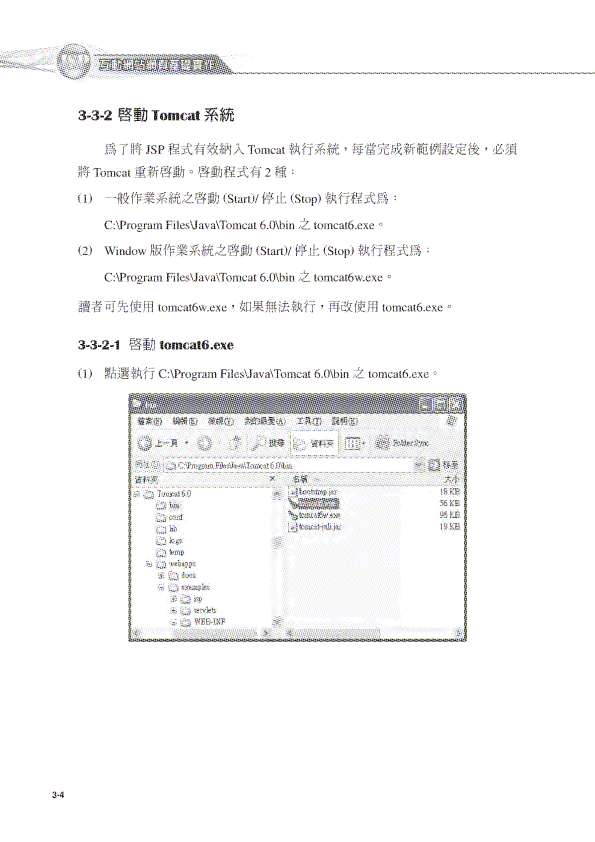 互動網站網頁程學實作
3-3-2 啓動 Tomcat 系統
爲了將 JSP 程式有效納入 Tomcat 執行系統，每當完成新範例設定後，必須
將 Tomcat 重新啓動。啓動程式有 2 種：
(1) 一般作業系統之啓動 (Start)/ 停止 (Stop) 執行程式爲：
C:\Program Files\Java\Tomcat 6.0\bin 之 tomcat6.exe。
(2) Window 版作業系統之啓動 (Start)/ 停止 (Stop) 執行程式爲：
C:\Program Files\Java\Tomcat 6.0\bin 之 tomcat6w.exe。
讀者可先使用 tomcat6w.exe，如果無法執行，再改使用 tomcat6.exe。
3-3-2-1 啓動 tomcat6.exe
(1) 點選執行 C:\Program Files\Java\Tomcat 6.0\bin 之 tomcat6.exe。
bin
檔案(F) 編輯(E) 檢視(V) 我的最愛(A) 工具(T) 說明(H)
上一頁 搜尋 資料夾 Folder Sync
網址(D) C:\Program Files\Java\Tomcat 6.0\bin 移至
資料夾 × 名稱 大小
Tomcat 6.0 bootstrap.jar 18 KB
bin 56 KB
conf tomcat6w.exe 95 KB
lib tomcat-juli.jar 19 KB
logs
temp
webapps
docs
examples
jsp
servlets
WEB-INF
3-4